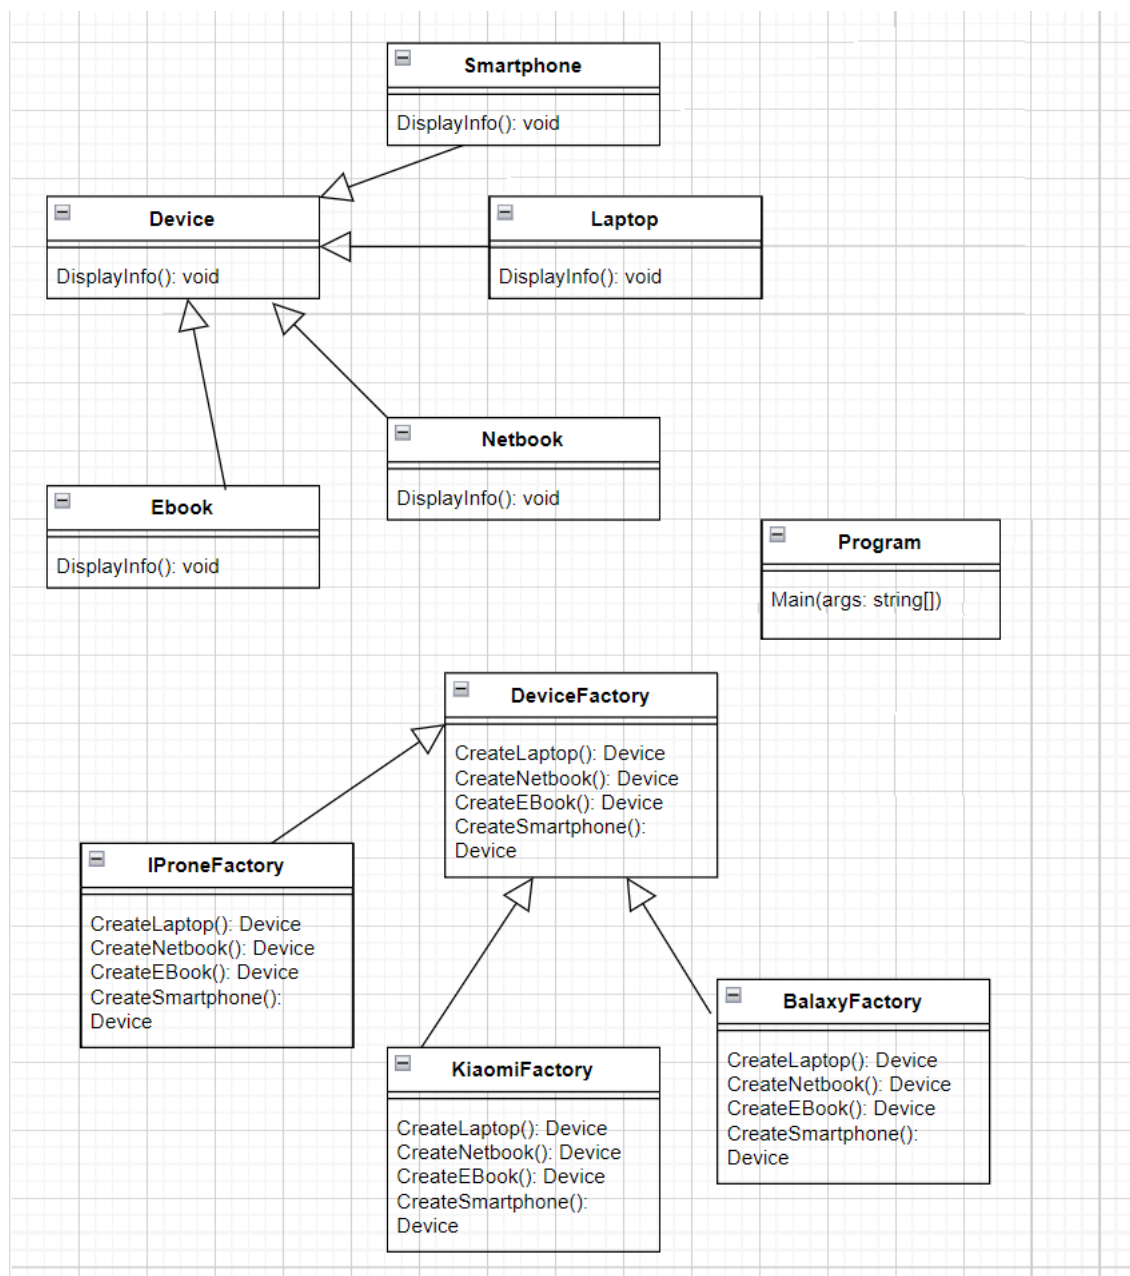 Smartphone
DisplayInfo(): void
Device
DisplayInfo(): void
Laptop
DisplayInfo(): void
Netbook
DisplayInfo(): void
Ebook
DisplayInfo(): void
Program
Main(args: string[])
DeviceFactory
CreateLaptop(): Device
CreateNetbook(): Device
CreateEBook(): Device
CreateSmartphone():
Device
IProneFactory
CreateLaptop(): Device
CreateNetbook(): Device
CreateEBook(): Device
CreateSmartphone():
Device
KiaomiFactory
CreateLaptop(): Device
CreateNetbook(): Device
CreateEBook(): Device
CreateSmartphone():
Device
BalaxyFactory
CreateLaptop(): Device
CreateNetbook(): Device
CreateEBook(): Device
CreateSmartphone():
Device